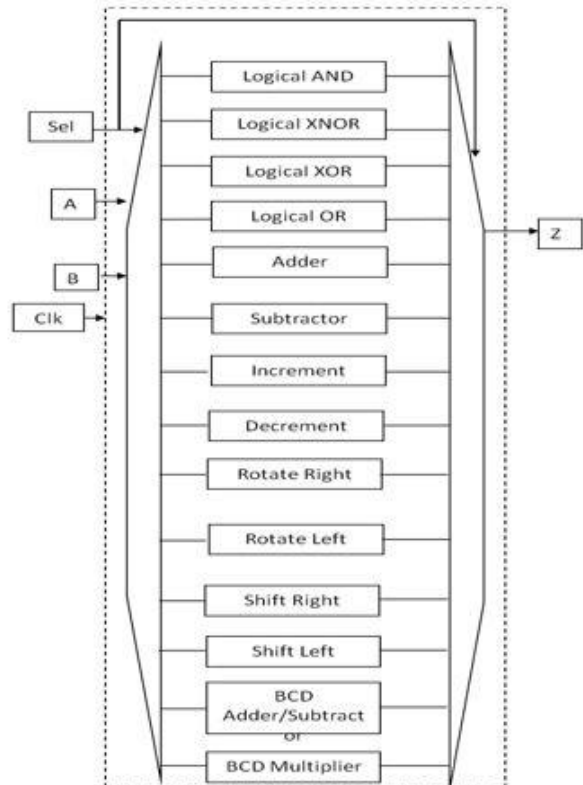 Logical AND
Sel
Logical XNOR
Logical XOR
A
Logical OR
Z
Adder
B
Clk
Subtractor
Increment
Decrement
Rotate Right
Rotate Left
Shift Right
Shift Left
BCD
Adder/Subtract
or
BCD Multiplier